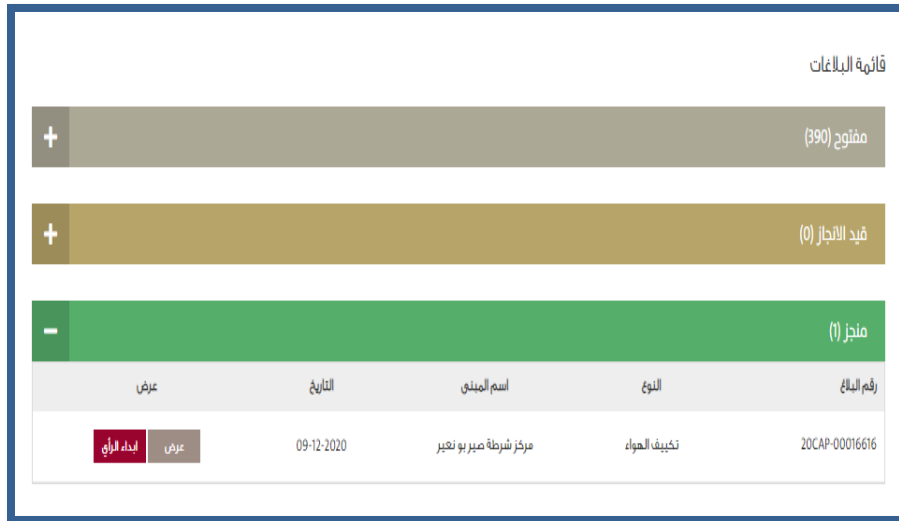 قائمة البلاغات
مفتوح (390)
قيد الانجاز (0)
منجز (1)
رقم البلاغ النوع اسم المبنى التاريخ عرض
20CAP-00016616 تكييف الهواء مركز شرطة صير بو نعير 09-12-2020 عرض ابداء الرأي